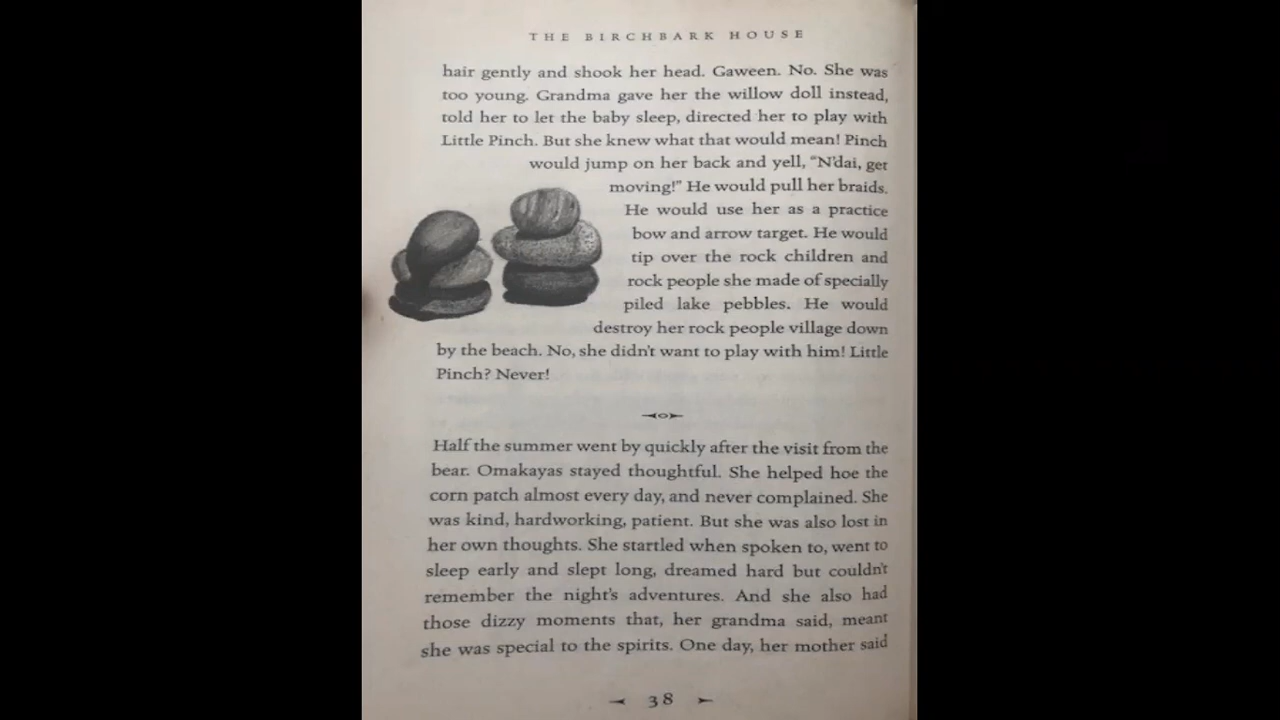 THE BIRCHBARK HOUSE
hair gently and shook her head. Gaween. No. She was
too young. Grandma gave her the willow doll instead,
told her to let the baby sleep, directed her to play with
Little Pinch. But she knew what that would mean! Pinch
would jump on her back and yell, “N’dai, get
moving!” He would pull her braids.
He would use her as a practice
bow and arrow target. He would
tip over the rock children and
rock people she made of specially
piled lake pebbles. He would
destroy her rock people village down
by the beach. No, she didn’t want to play with him! Little
Pinch? Never!
Half the summer went by quickly after the visit from the
bear. Omakayas stayed thoughtful. She helped hoe the
corn patch almost every day, and never complained. She
was kind, hardworking, patient. But she was also lost in
her own thoughts. She startled when spoken to, went to
sleep early and slept long, dreamed hard but couldn’t
remember the night’s adventures. And she also had
those dizzy moments that, her grandma said, meant
she was special to the spirits. One day, her mother said
38